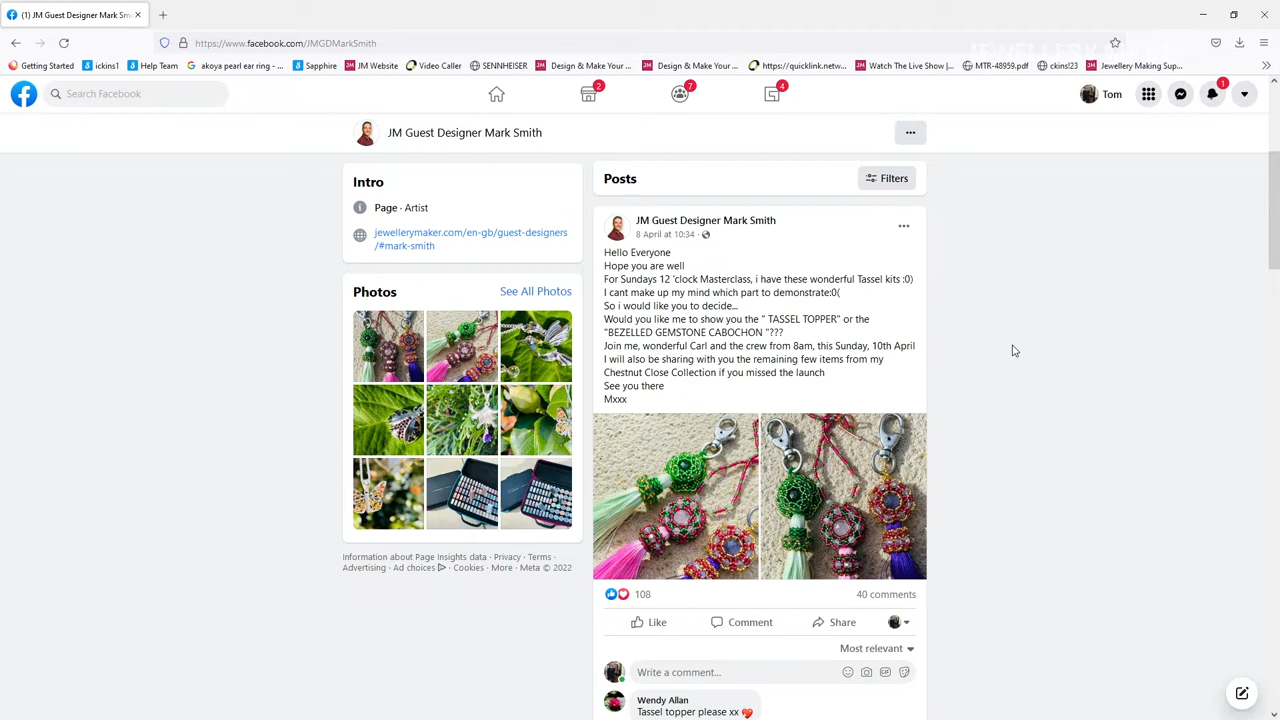 (1) JM Guest Designer Mark Smi
https://www.facebook.com/JMGDMarkSmith
Getting Started ickins1 Help Team akoya pearl ear ring - ... Sapphire JM Website Video Caller SENNHEISER Design & Make Your ... Design & Make Your ... https://quicklink.netw... Watch The Live Show |... MTR-48959.pdf ckins!23 Jewellery Making Sup...
Search Facebook
2
7
4
Tom
1
JM Guest Designer Mark Smith
Intro
Page · Artist
jewellerymaker.com/en-gb/guest-designers
/#mark-smith
Photos See All Photos
Information about Page Insights data · Privacy · Terms ·
Advertising · Ad choices · Cookies · More · Meta © 2022
Posts Filters
JM Guest Designer Mark Smith
8 April at 10:34 ·
Hello Everyone
Hope you are well
For Sundays 12 'clock Masterclass, i have these wonderful Tassel kits :0)
I cant make up my mind which part to demonstrate:0(
So i would like you to decide...
Would you like me to show you the " TASSEL TOPPER" or the
"BEZELLED GEMSTONE CABOCHON "???
Join me, wonderful Carl and the crew from 8am, this Sunday, 10th April
I will also be sharing with you the remaining few items from my
Chestnut Close Collection if you missed the launch
See you there
Mxxx
108 40 comments
Like Comment Share
Most relevant
Write a comment...
GIF
Wendy Allan
Tassel topper please xx